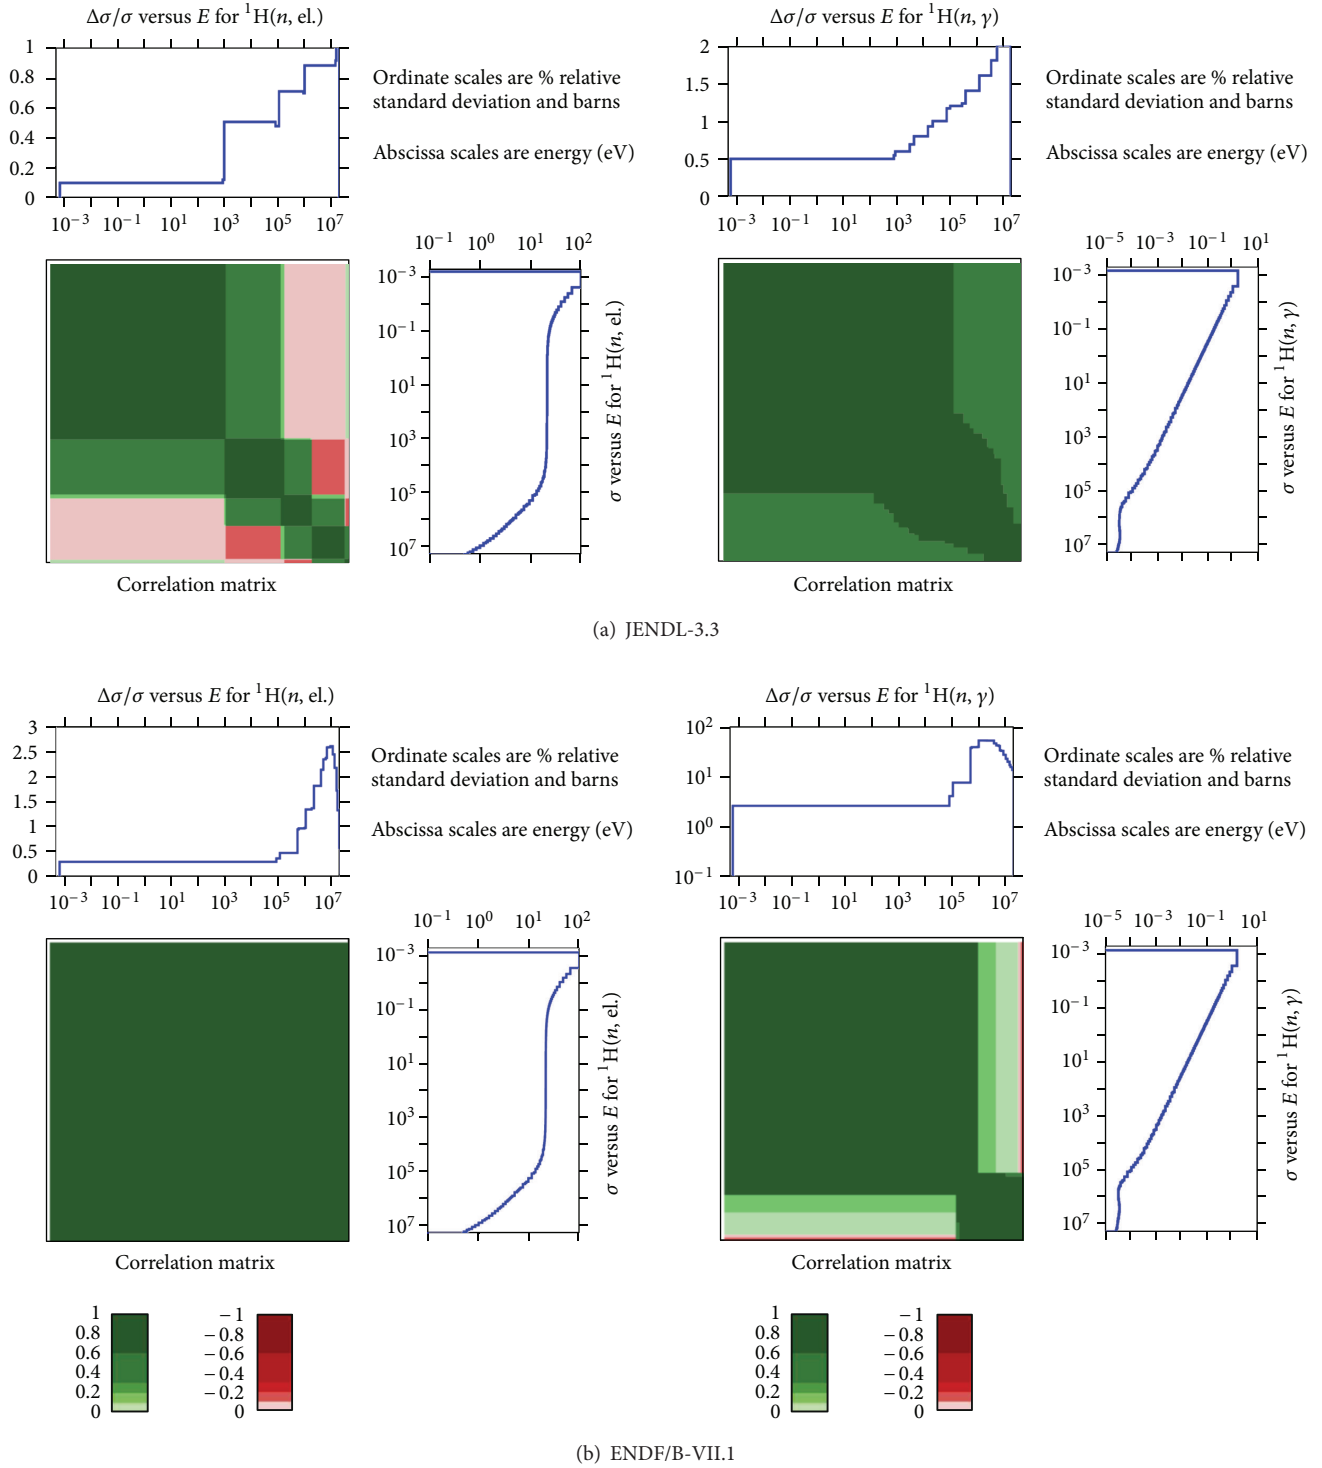 Δσ/σ versus E for ¹H(n, el.)
1
0.8
0.6
0.4
0.2
0
10⁻³ 10⁻¹ 10¹ 10³ 10⁵ 10⁷
Ordinate scales are % relative
standard deviation and barns
Abscissa scales are energy (eV)
10⁻¹ 10⁰ 10¹ 10²
10⁻³
10⁻¹
10¹
10³
10⁵
10⁷
σ versus E for ¹H(n, el.)
Correlation matrix
Δσ/σ versus E for ¹H(n, γ)
2
1.5
1
0.5
0
10⁻³ 10⁻¹ 10¹ 10³ 10⁵ 10⁷
Ordinate scales are % relative
standard deviation and barns
Abscissa scales are energy (eV)
10⁻⁵ 10⁻³ 10⁻¹ 10¹
10⁻³
10⁻¹
10¹
10³
10⁵
10⁷
σ versus E for ¹H(n, γ)
Correlation matrix
(a) JENDL-3.3
Δσ/σ versus E for ¹H(n, el.)
3
2.5
2
1.5
1
0.5
0
10⁻³ 10⁻¹ 10¹ 10³ 10⁵ 10⁷
Ordinate scales are % relative
standard deviation and barns
Abscissa scales are energy (eV)
10⁻¹ 10⁰ 10¹ 10²
10⁻³
10⁻¹
10¹
10³
10⁵
10⁷
σ versus E for ¹H(n, el.)
Correlation matrix
1
0.8
0.6
0.4
0.2
0
−1
−0.8
−0.6
−0.4
−0.2
0
Δσ/σ versus E for ¹H(n, γ)
10²
10¹
10⁰
10⁻¹
10⁻³ 10⁻¹ 10¹ 10³ 10⁵ 10⁷
Ordinate scales are % relative
standard deviation and barns
Abscissa scales are energy (eV)
10⁻⁵ 10⁻³ 10⁻¹ 10¹
10⁻³
10⁻¹
10¹
10³
10⁵
10⁷
σ versus E for ¹H(n, γ)
Correlation matrix
1
0.8
0.6
0.4
0.2
0
−1
−0.8
−0.6
−0.4
−0.2
0
(b) ENDF/B-VII.1